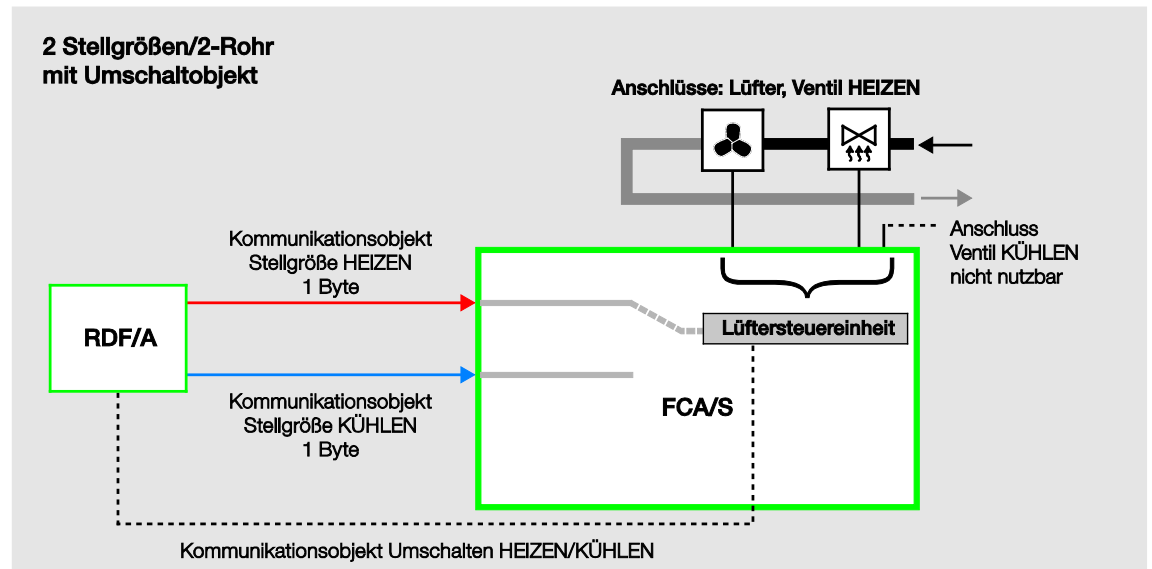 2 Stellgrößen/2-Rohr
mit Umschaltobjekt
Anschlüsse: Lüfter, Ventil HEIZEN
Anschluss
Ventil KÜHLEN
nicht nutzbar
Kommunikationsobjekt
Stellgröße HEIZEN
1 Byte
RDF/A
Lüftersteuereinheit
FCA/S
Kommunikationsobjekt
Stellgröße KÜHLEN
1 Byte
Kommunikationsobjekt Umschalten HEIZEN/KÜHLEN